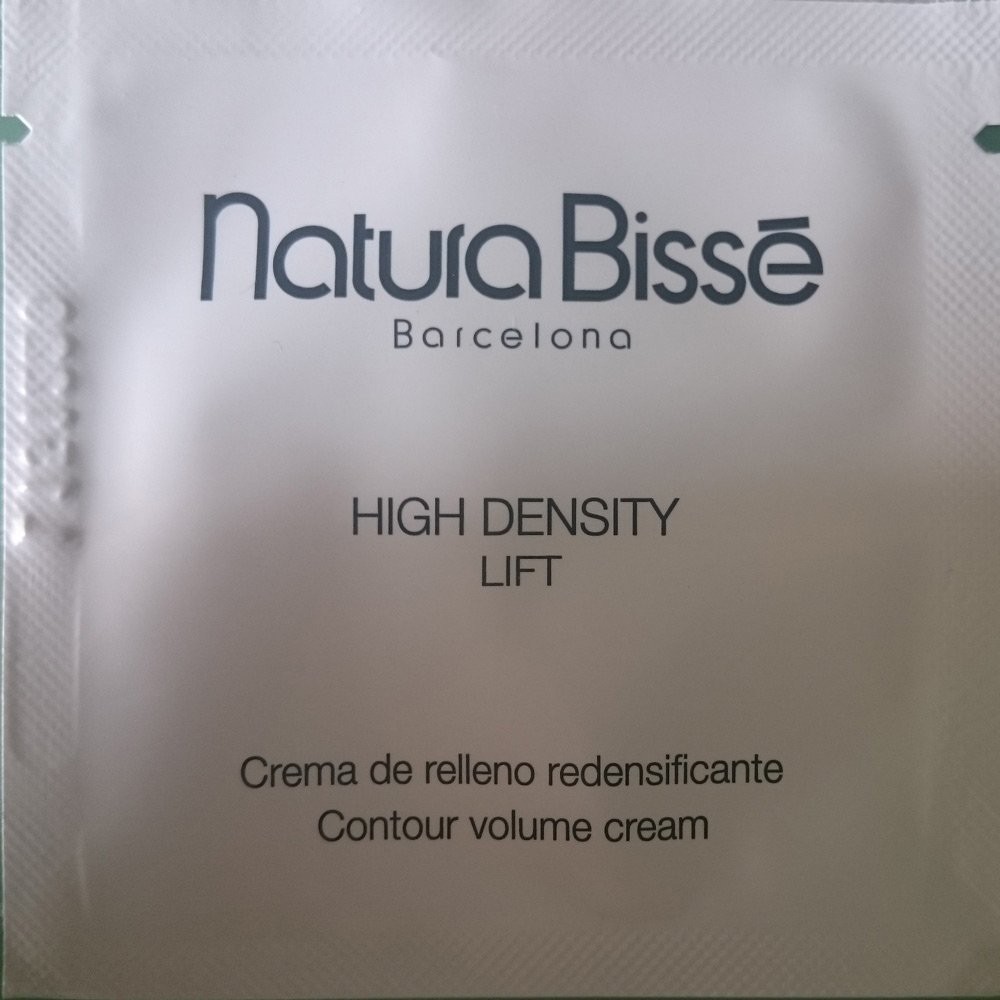 Natura Bissé
Barcelona
HIGH DENSITY
LIFT
Crema de relleno redensificante
Contour volume cream